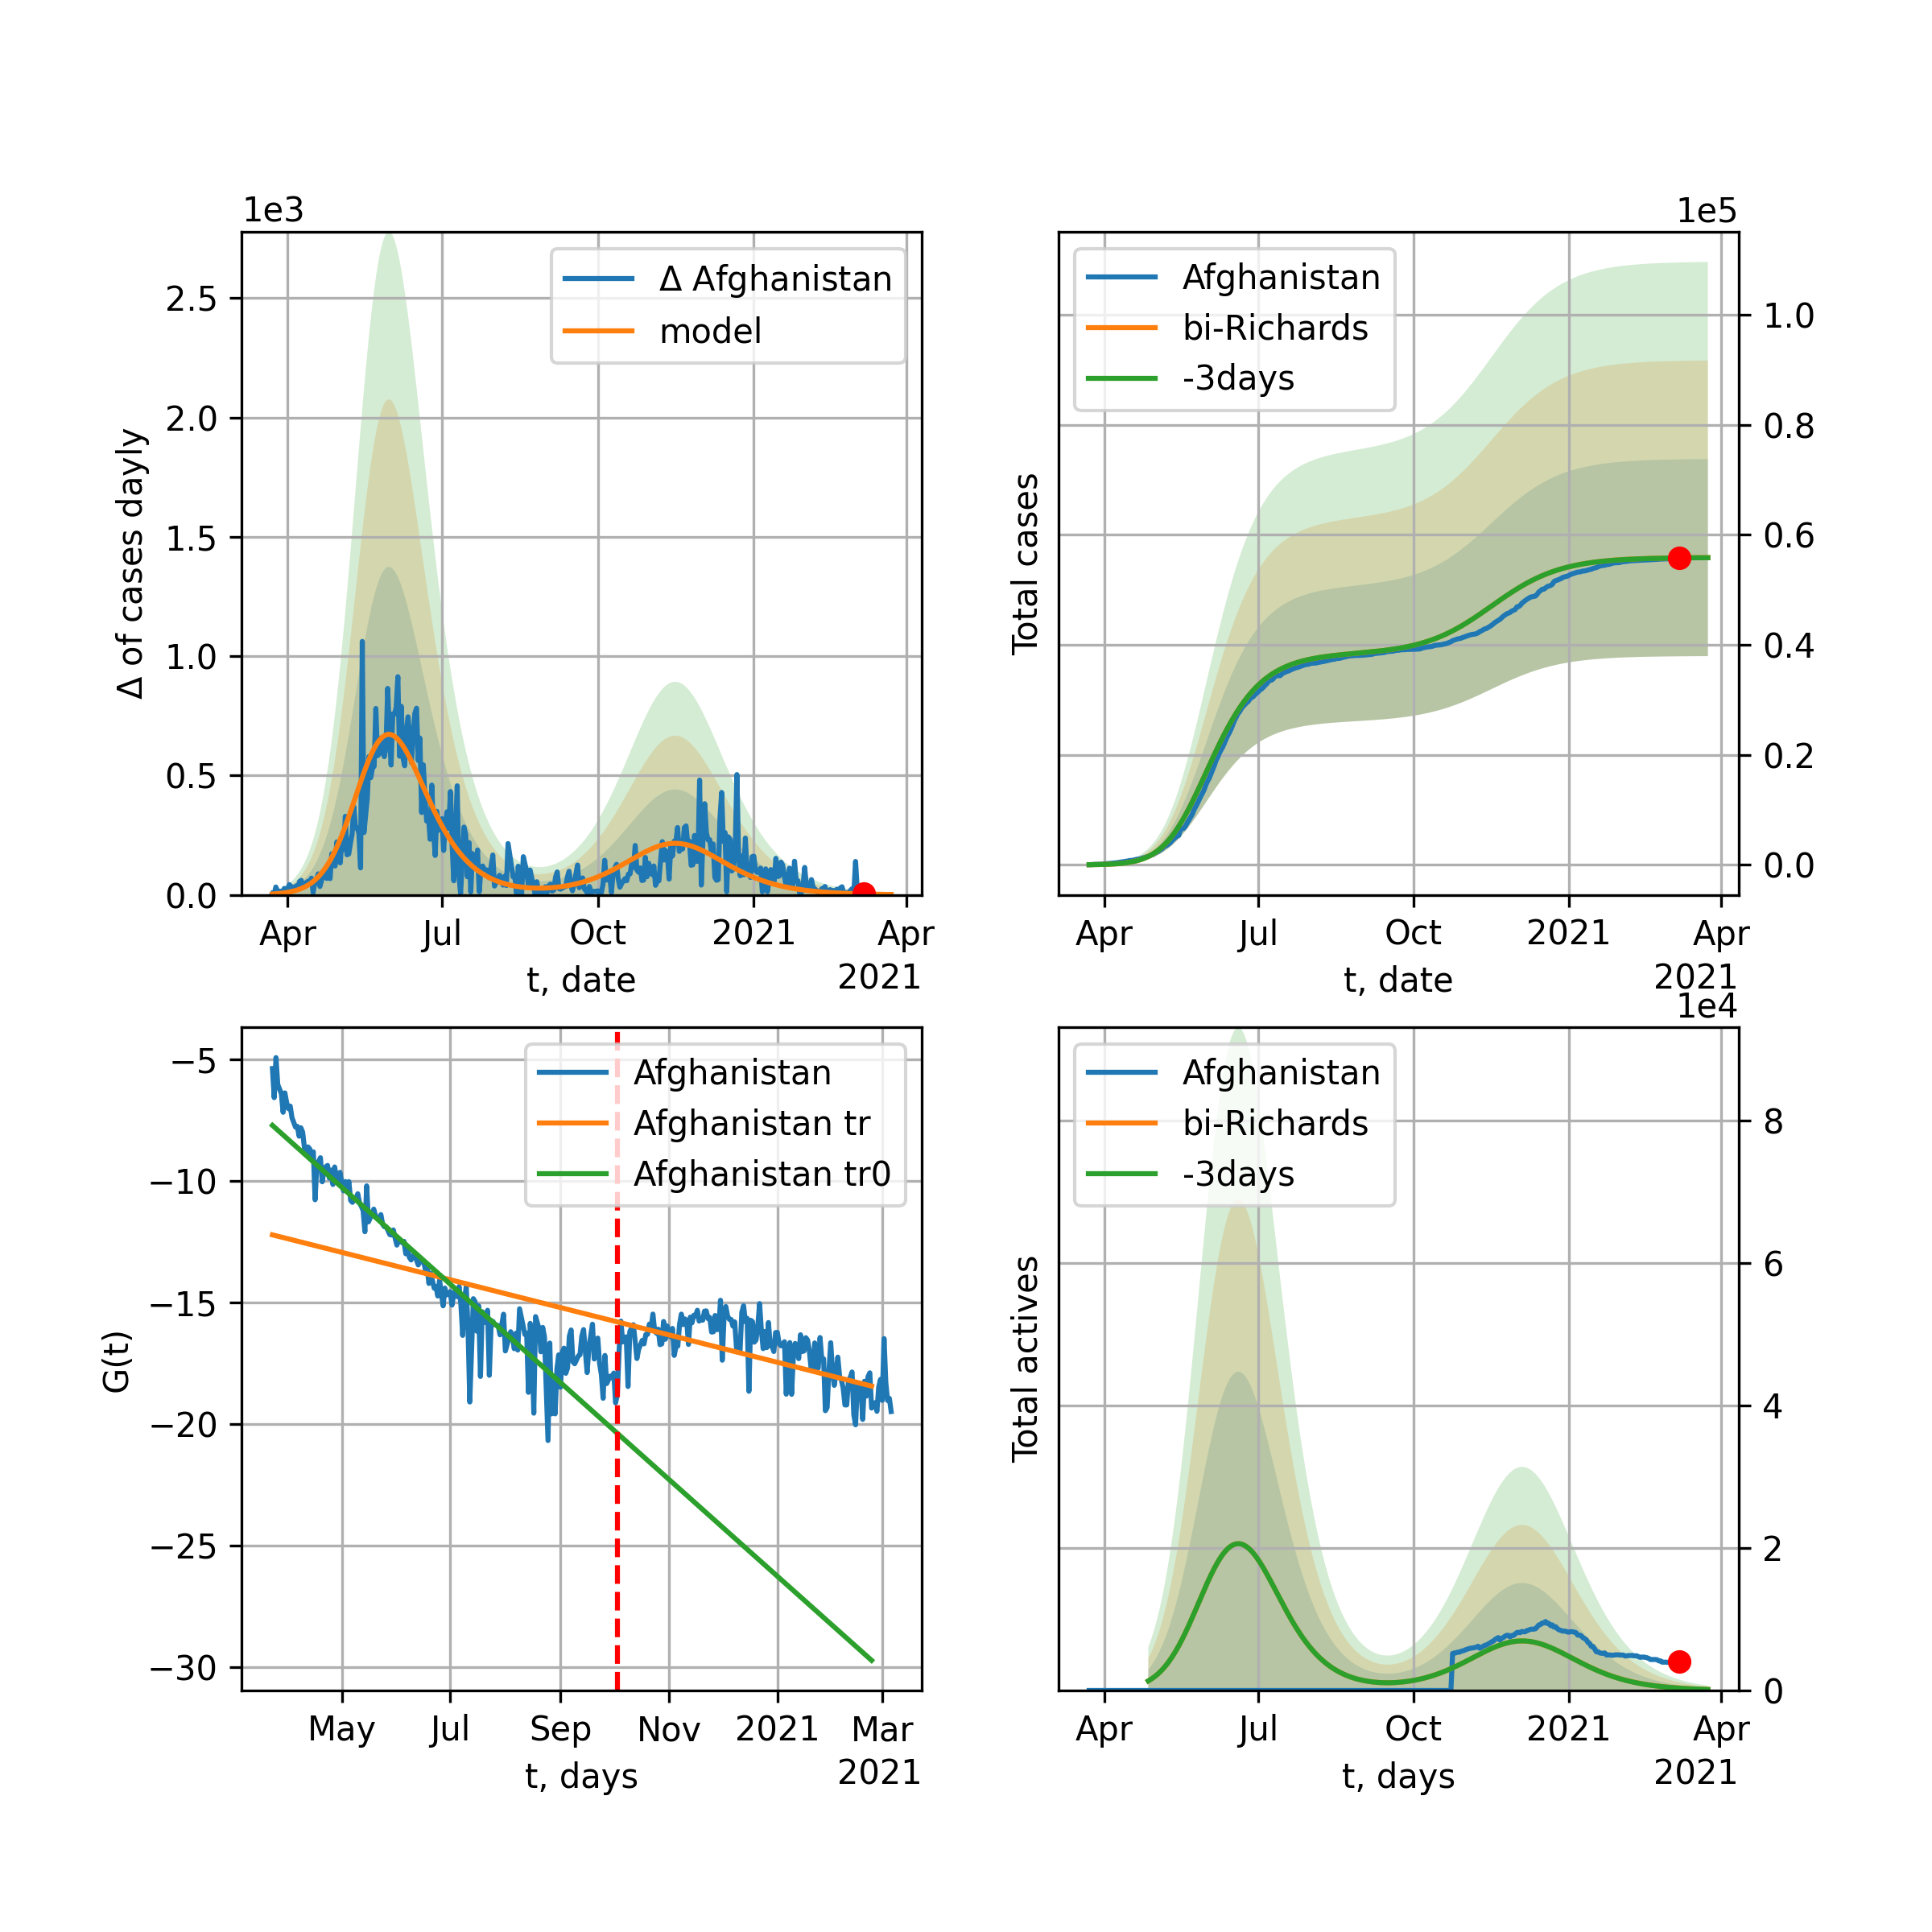 1e3
Δ of cases dayly
2.5
2.0
1.5
1.0
0.5
0.0
Δ Afghanistan
model
Apr
Jul
Oct
2021
Apr
2021
t, date
1e5
Total cases
Afghanistan
bi-Richards
-3days
1.0
0.8
0.6
0.4
0.2
0.0
Apr
Jul
Oct
2021
Apr
2021
t, date
G(t)
−5
−10
−15
−20
−25
−30
Afghanistan
Afghanistan tr
Afghanistan tr0
May
Jul
Sep
Nov
2021
Mar
2021
t, days
1e4
Total actives
Afghanistan
bi-Richards
-3days
8
6
4
2
0
Apr
Jul
Oct
2021
Apr
2021
t, days